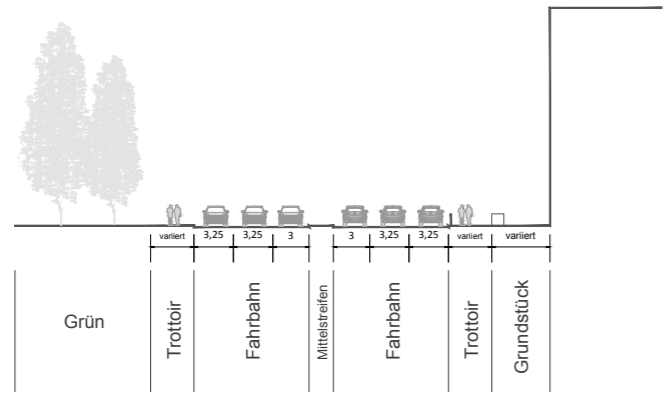 variiert 3,25 3,25 3 3 3,25 3,25 variiert variiert
Grün
Trottoir
Fahrbahn
Mittelstreifen
Fahrbahn
Trottoir
Grundstück